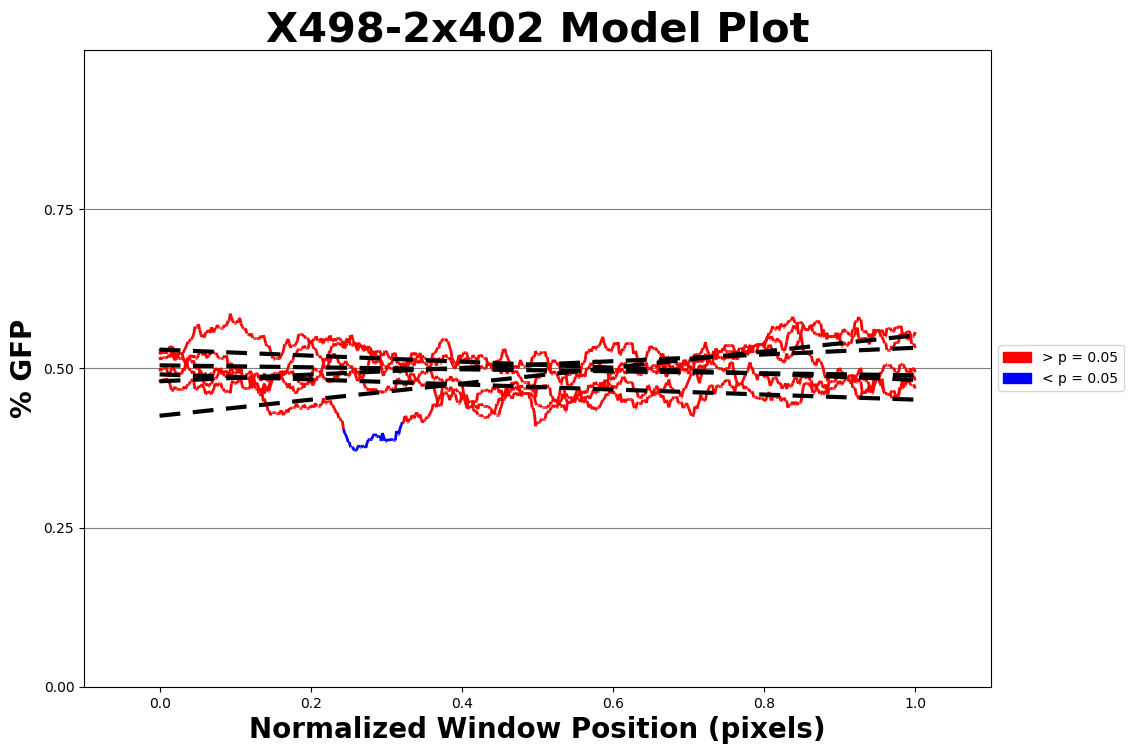 X498-2x402 Model Plot
% GFP
0.75
0.50
0.25
0.00
0.0 0.2 0.4 0.6 0.8 1.0
Normalized Window Position (pixels)
> p = 0.05
< p = 0.05